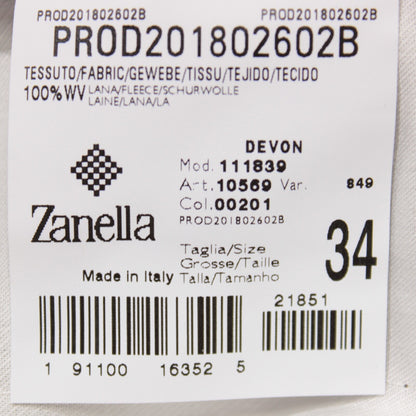 PROD201802602B PROD201802602B
PROD201802602B
TESSUTO/FABRIC/GEWEBE/TISSU/TEJIDO/TECIDO
100%WV LANA/FLEECE/SCHURWOLLE
LAINE/LANA/LA
DEVON
Mod. 111839
Art. 10569 Var. 849
Col. 00201
PROD201802602B
Zanella
Taglia/Size
Grosse/Taille
Talla/Tamanho
34
Made in Italy
21851
1 91100 16352 5